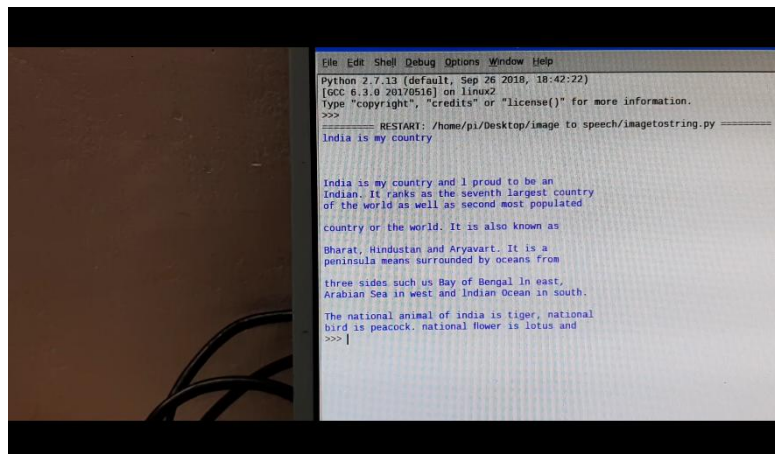 File Edit Shell Debug Options Window Help
Python 2.7.13 (default, Sep 26 2018, 18:42:22)
[GCC 6.3.0 20170516] on linux2
Type "copyright", "credits" or "license()" for more information.
>>>
========= RESTART: /home/pi/Desktop/image to speech/imagetostring.py =========
lndia is my country
India is my country and l proud to be an
Indian. It ranks as the seventh largest country
of the world as well as second most populated
country or the world. It is also known as
Bharat, Hindustan and Aryavart. It is a
peninsula means surrounded by oceans from
three sides such us Bay of Bengal ln east,
Arabian Sea in west and lndian Ocean in south.
The national animal of india is tiger, national
bird is peacock. national flower is lotus and
>>>